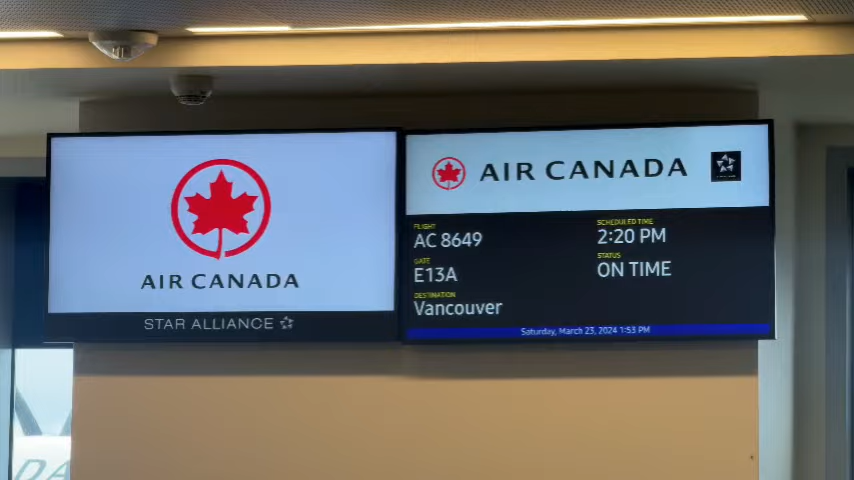 AIR CANADA
STAR ALLIANCE
AIR CANADA
FLIGHT
AC 8649
GATE
E13A
DESTINATION
Vancouver
SCHEDULED TIME
2:20 PM
STATUS
ON TIME
Saturday, March 23, 2024 1:53 PM
DA